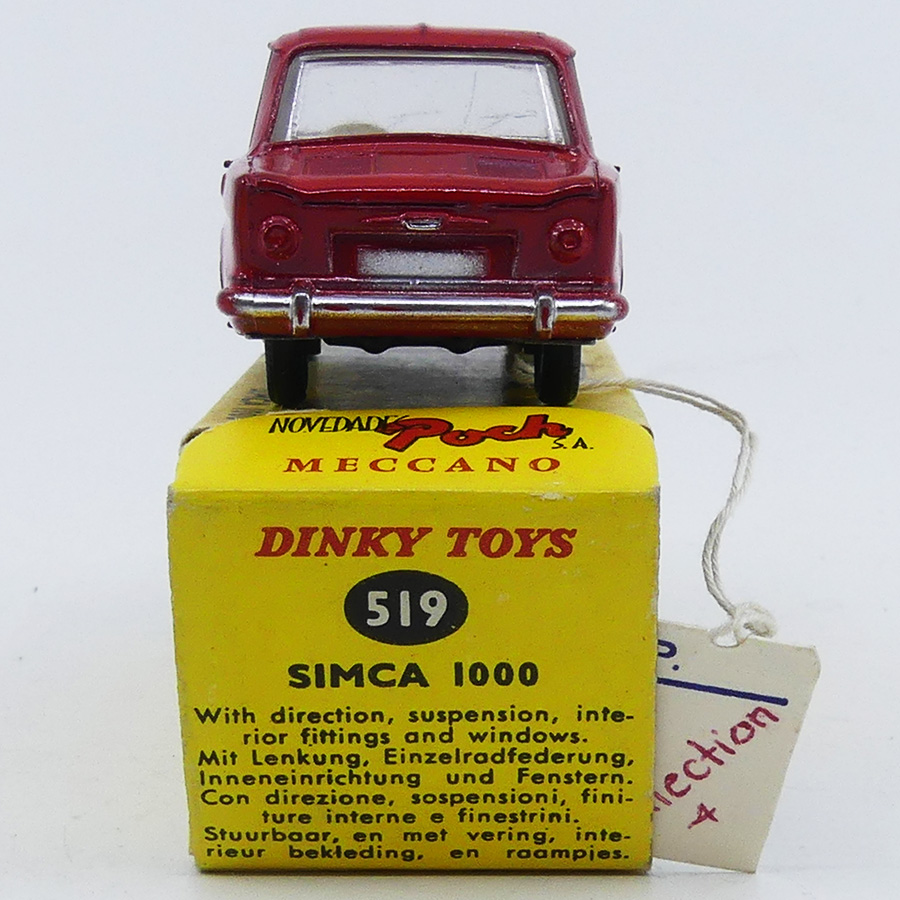 NOVEDADES Poch S.A.
MECCANO
DINKY TOYS
519
SIMCA 1000
With direction, suspension, inte-
rior fittings and windows.
Mit Lenkung, Einzelradfederung,
Inneneinrichtung und Fenstern.
Con direzione, sospensioni, fini-
ture interne e finestrini.
Stuurbaar, en met vering, inte-
rieur bekleding, en raampjes.
P.
lection